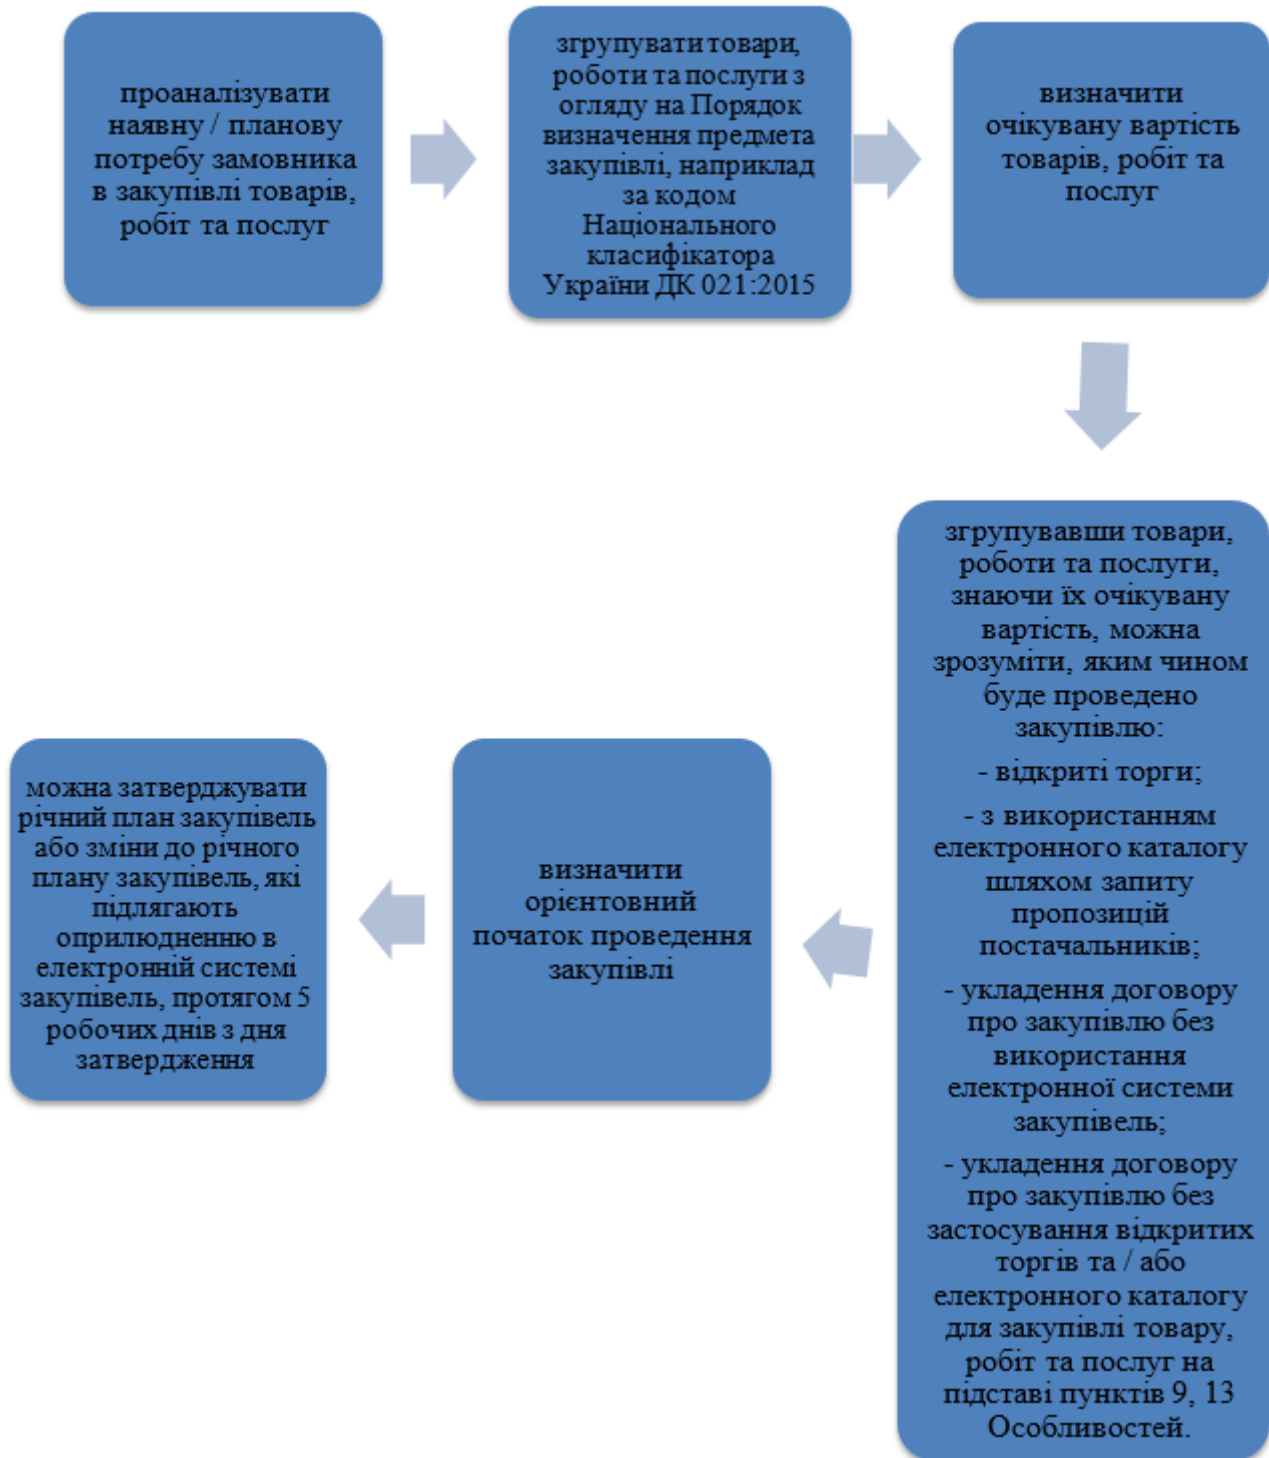 проаналізувати
наявну / планову
потребу замовника
в закупівлі товарів,
робіт та послуг
згрупувати товари,
роботи та послуги з
огляду на Порядок
визначення предмета
закупівлі, наприклад
за кодом
Національного
класифікатора
України ДК 021:2015
визначити
очікувану вартість
товарів, робіт та
послуг
згрупувавши товари,
роботи та послуги,
знаючи їх очікувану
вартість, можна
зрозуміти, яким чином
буде проведено
закупівлю:
- відкриті торги;
- з використанням
електронного каталогу
шляхом запиту
пропозицій
постачальників;
- укладення договору
про закупівлю без
використання
електронної системи
закупівель;
- укладення договору
про закупівлю без
застосування відкритих
торгів та / або
електронного каталогу
для закупівлі товару,
робіт та послуг на
підставі пунктів 9, 13
Особливостей.
визначити
орієнтовний
початок проведення
закупівлі
можна затверджувати
річний план закупівель
або зміни до річного
плану закупівель, які
підлягають
оприлюдненню в
електронній системі
закупівель, протягом 5
робочих днів з дня
затвердження